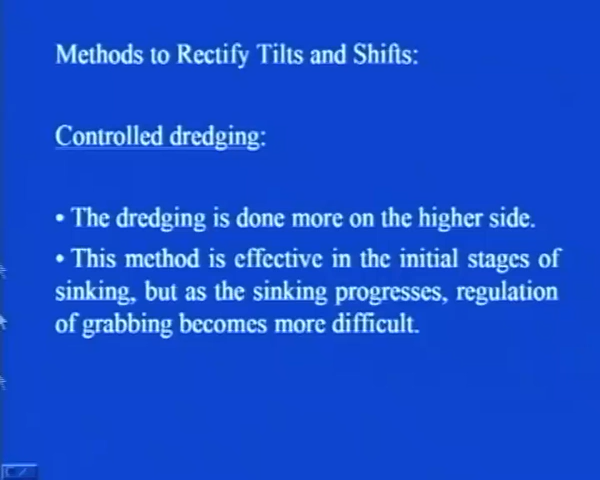 Methods to Rectify Tilts and Shifts:
Controlled dredging:
• The dredging is done more on the higher side.
• This method is effective in the initial stages of
sinking, but as the sinking progresses, regulation
of grabbing becomes more difficult.